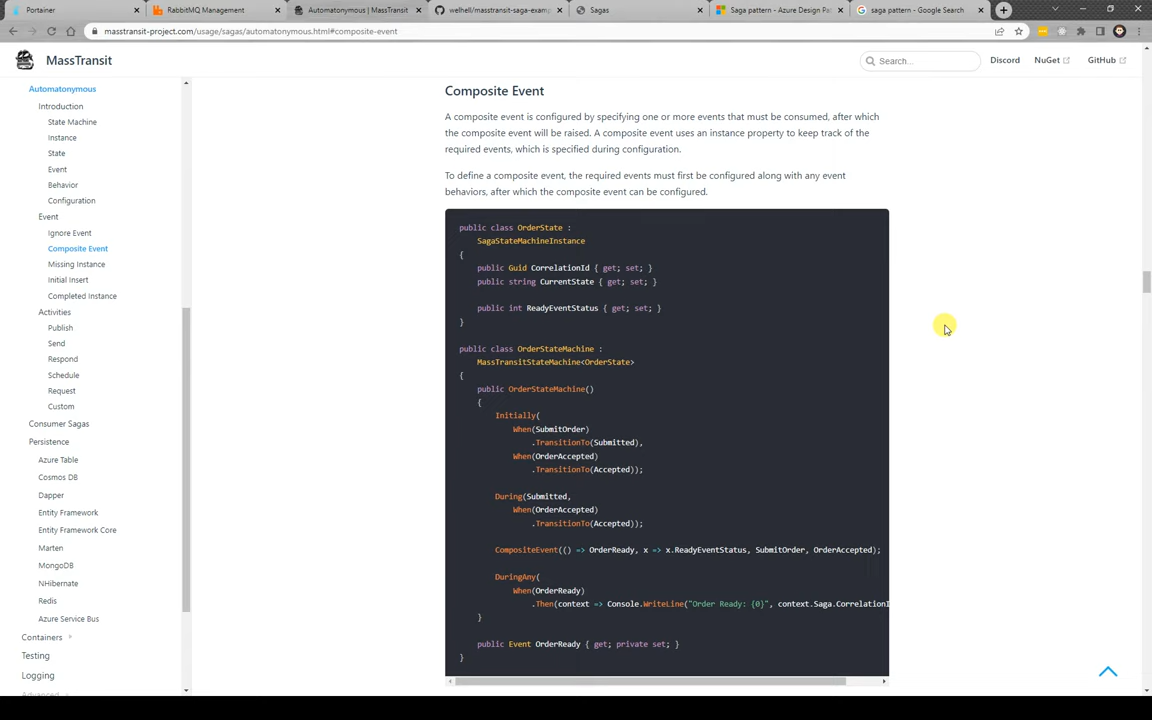 Portainer
RabbitMQ Management
Automatonymous | MassTransit
welhell/masstransit-saga-examp
Sagas
Saga pattern - Azure Design Pa
saga pattern - Google Search
masstransit-project.com/usage/sagas/automatonymous.html#composite-event
MassTransit
Search...
Discord
NuGet
GitHub
Automatonymous
Introduction
State Machine
Instance
State
Event
Behavior
Configuration
Event
Ignore Event
Composite Event
Missing Instance
Initial Insert
Completed Instance
Activities
Publish
Send
Respond
Schedule
Request
Custom
Consumer Sagas
Persistence
Azure Table
Cosmos DB
Dapper
Entity Framework
Entity Framework Core
Marten
MongoDB
NHibernate
Redis
Azure Service Bus
Containers
Testing
Logging
Advanced
Composite Event
A composite event is configured by specifying one or more events that must be consumed, after which
the composite event will be raised. A composite event uses an instance property to keep track of the
required events, which is specified during configuration.
To define a composite event, the required events must first be configured along with any event
behaviors, after which the composite event can be configured.
public class OrderState :
SagaStateMachineInstance
{
public Guid CorrelationId { get; set; }
public string CurrentState { get; set; }
public int ReadyEventStatus { get; set; }
}
public class OrderStateMachine :
MassTransitStateMachine<OrderState>
{
public OrderStateMachine()
{
Initially(
When(SubmitOrder)
.TransitionTo(Submitted),
When(OrderAccepted)
.TransitionTo(Accepted));
During(Submitted,
When(OrderAccepted)
.TransitionTo(Accepted));
CompositeEvent(() => OrderReady, x => x.ReadyEventStatus, SubmitOrder, OrderAccepted);
DuringAny(
When(OrderReady)
.Then(context => Console.WriteLine("Order Ready: {0}", context.Saga.CorrelationI
}
public Event OrderReady { get; private set; }
}